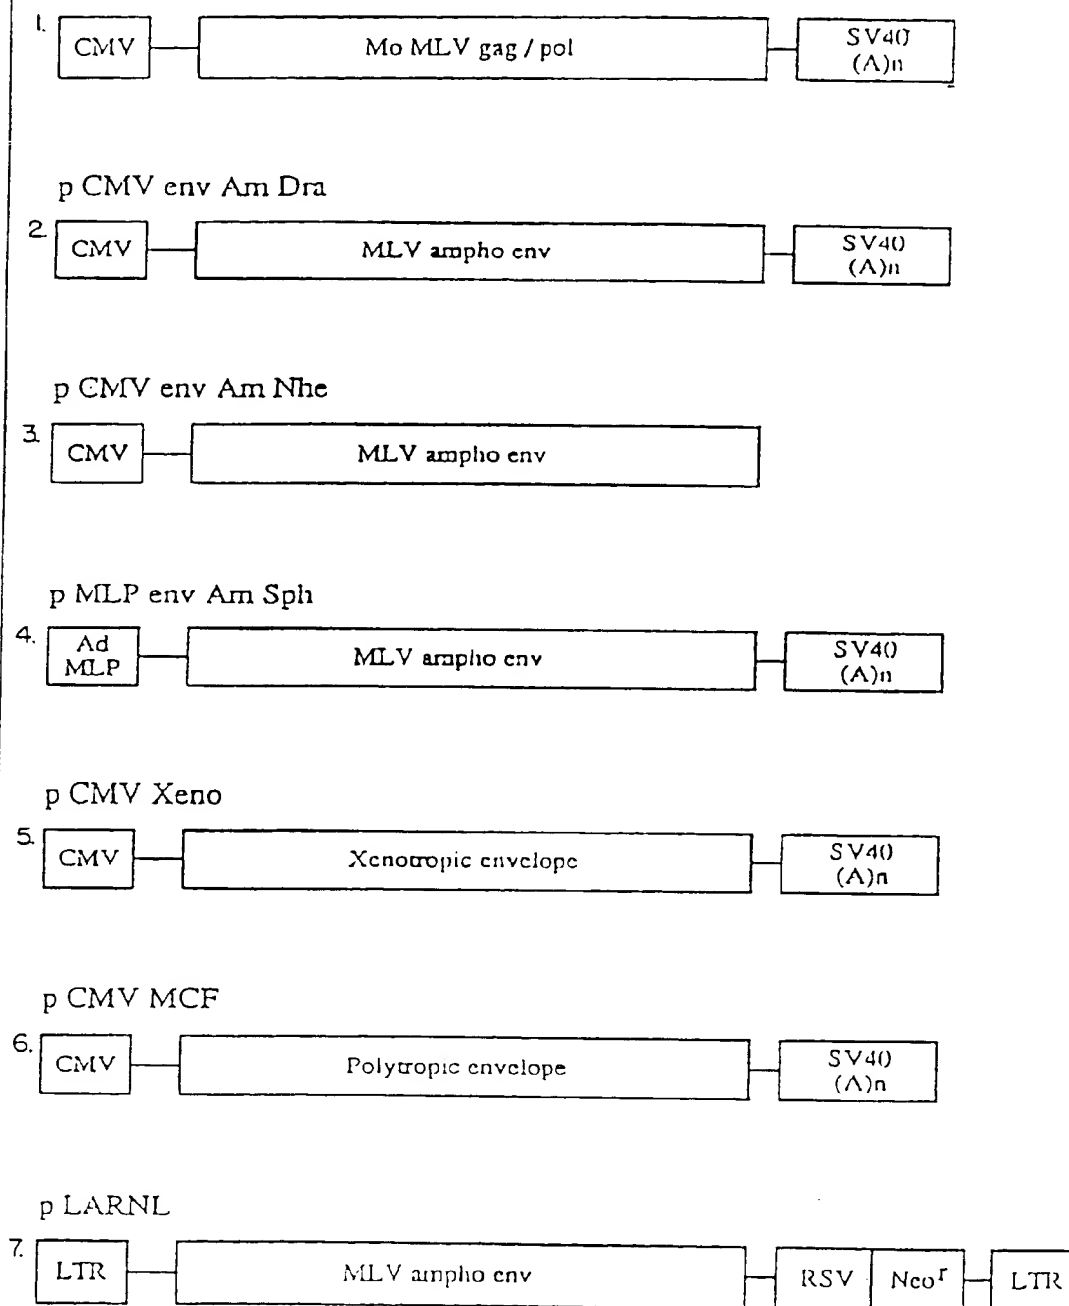 1. CMV Mo MLV gag / pol SV40
(A)n
p CMV env Am Dra
2. CMV MLV ampho env SV40
(A)n
p CMV env Am Nhe
3. CMV MLV ampho env
p MLP env Am Sph
4. Ad
MLP MLV ampho env SV40
(A)n
p CMV Xeno
5. CMV Xenotropic envelope SV40
(A)n
p CMV MCF
6. CMV Polytropic envelope SV40
(A)n
p LARNL
7. LTR MLV ampho env RSV Neor LTR